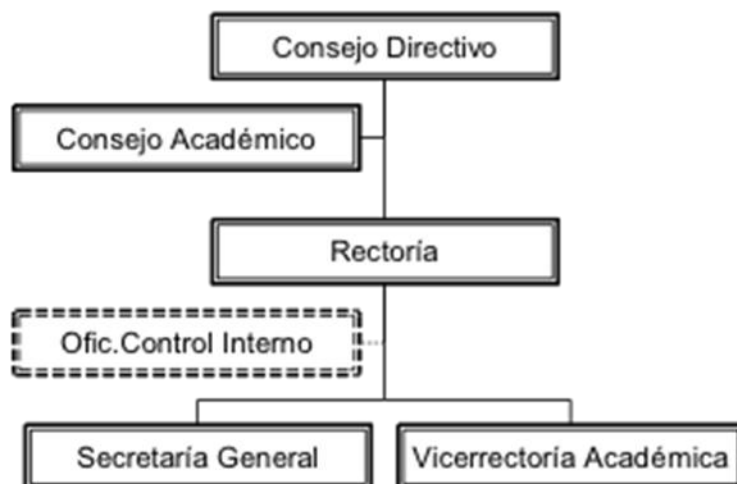 Consejo Directivo
Consejo Académico
Rectoría
Ofic.Control Interno
Secretaría General
Vicerrectoría Académica